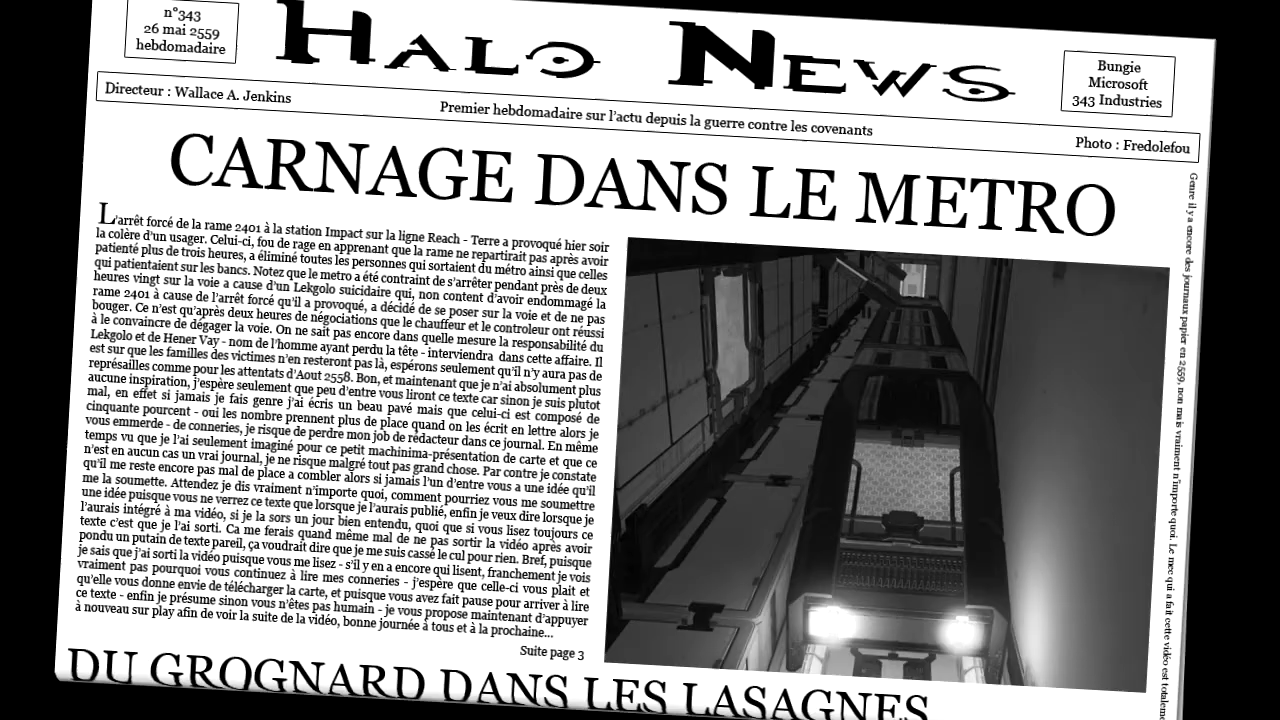 n°343
26 mai 2559
hebdomadaire
HALO NEWS
Bungie
Microsoft
343 Industries
Directeur : Wallace A. Jenkins
Premier hebdomadaire sur l'actu depuis la guerre contre les covenants
Photo : Fredolefou
CARNAGE DANS LE METRO
L'arrêt forcé de la rame 2401 à la station Impact sur la ligne Reach - Terre a provoqué hier soir
la colère d'un usager. Celui-ci, fou de rage en apprenant que la rame ne repartirait pas après avoir
patienté plus de trois heures, a éliminé toutes les personnes qui sortaient du métro ainsi que celles
qui patientaient sur les bancs. Notez que le metro a été contraint de s'arrêter pendant près de deux
heures vingt sur la voie a cause d'un Lekgolo suicidaire qui, non content d'avoir endommagé la
rame 2401 à cause de l'arrêt forcé qu'il a provoqué, a décidé de se poser sur la voie et de ne pas
bouger. Ce n'est qu'après deux heures de négociations que le chauffeur et le controleur ont réussi
à le convaincre de dégager la voie. On ne sait pas encore dans quelle mesure la responsabilité du
Lekgolo et de Hener Vay - nom de l'homme ayant perdu la tête - interviendra dans cette affaire. Il
est sur que les familles des victimes n'en resteront pas là, espérons seulement qu'il n'y aura pas de
représailles comme pour les attentats d'Aout 2558. Bon, et maintenant que je n'ai absolument plus
aucune inspiration, j'espère seulement que peu d'entre vous liront ce texte car sinon je suis plutot
mal, en effet si jamais je fais genre j'ai écris un beau pavé mais que celui-ci est composé de
cinquante pourcent - oui les nombre prennent plus de place quand on les écrit en lettre alors je
vous emmerde - de conneries, je risque de perdre mon job de rédacteur dans ce journal. En même
temps vu que je l'ai seulement imaginé pour ce petit machinima-présentation de carte et que ce
n'est en aucun cas un vrai journal, je ne risque malgré tout pas grand chose. Par contre je constate
qu'il me reste encore pas mal de place a combler alors si jamais l'un d'entre vous a une idée qu'il
me la soumette. Attendez je dis vraiment n'importe quoi, comment pourriez vous me soumettre
une idée puisque vous ne verrez ce texte que lorsque je l'aurais publié, enfin je veux dire lorsque je
l'aurais intégré à ma vidéo, si je la sors un jour bien entendu, quoi que si vous lisez toujours ce
texte c'est que je l'ai sorti. Ca me ferais quand même mal de ne pas sortir la vidéo après avoir
pondu un putain de texte pareil, ça voudrait dire que je me suis cassé le cul pour rien. Bref, puisque
je sais que j'ai sorti la vidéo puisque vous me lisez - s'il y en a encore qui lisent, franchement je vois
vraiment pas pourquoi vous continuez à lire mes conneries - j'espère que celle-ci vous plait et
qu'elle vous donne envie de télécharger la carte, et puisque vous avez fait pause pour arriver à lire
ce texte - enfin je présume sinon vous n'êtes pas humain - je vous propose maintenant d'appuyer
à nouveau sur play afin de voir la suite de la vidéo, bonne journée à tous et à la prochaine...
Suite page 3
Genre il y a encore des journaux papier en 2559, non mais vraiment n'importe quoi. Le mec qui a fait cette vidéo est totaleme
DU GROGNARD DANS LES LASAGNES